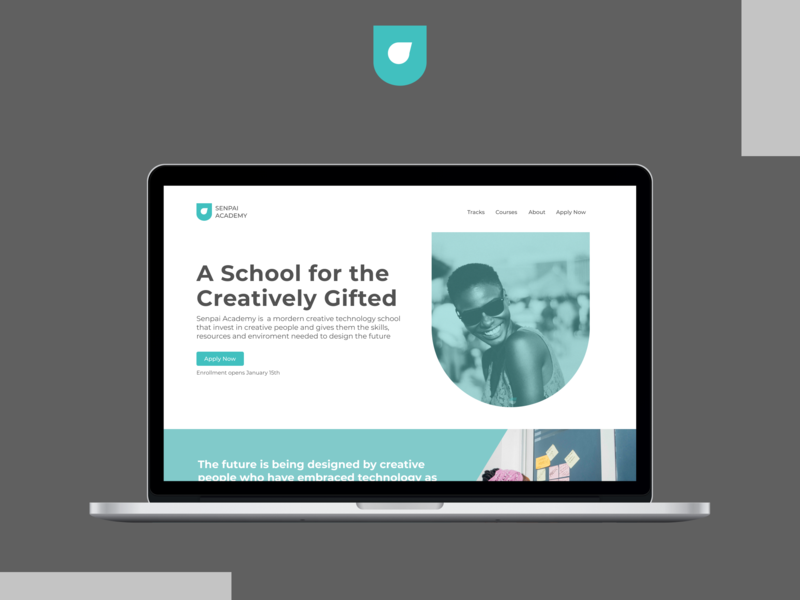 SENPAI
ACADEMY
Tracks Courses About Apply Now
A School for the
Creatively Gifted
Senpai Academy is a mordern creative technology school
that invest in creative people and gives them the skills,
resources and enviroment needed to design the future
Apply Now
Enrollment opens January 15th
The future is being designed by creative
people who have embraced technology as